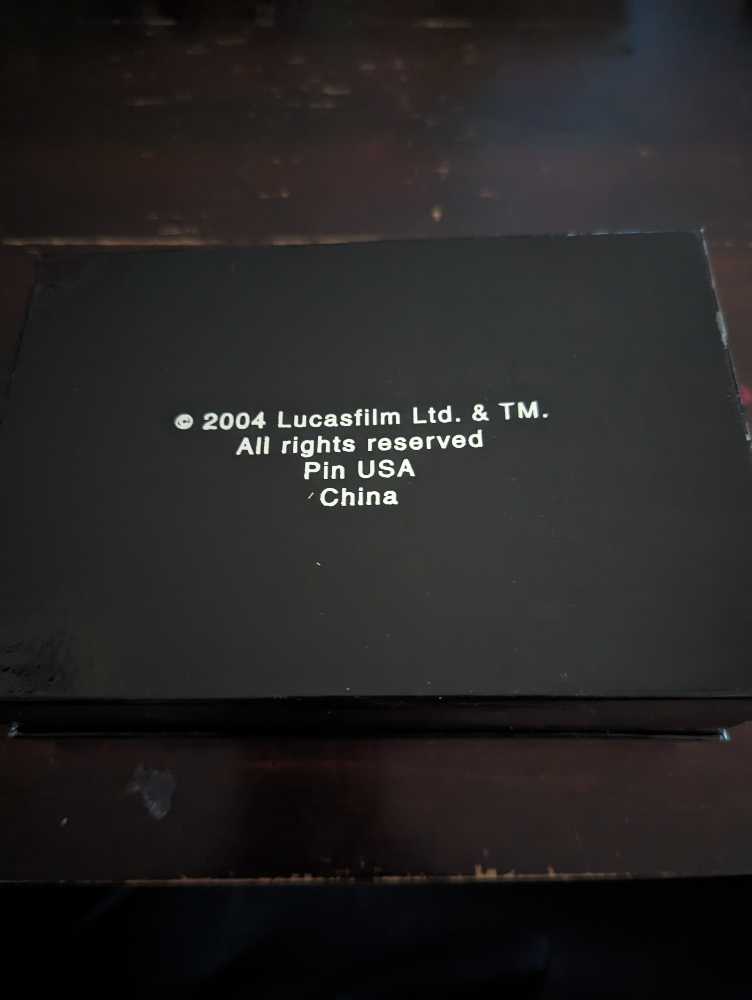 © 2004 Lucasfilm Ltd. & TM.
All rights reserved
Pin USA
China